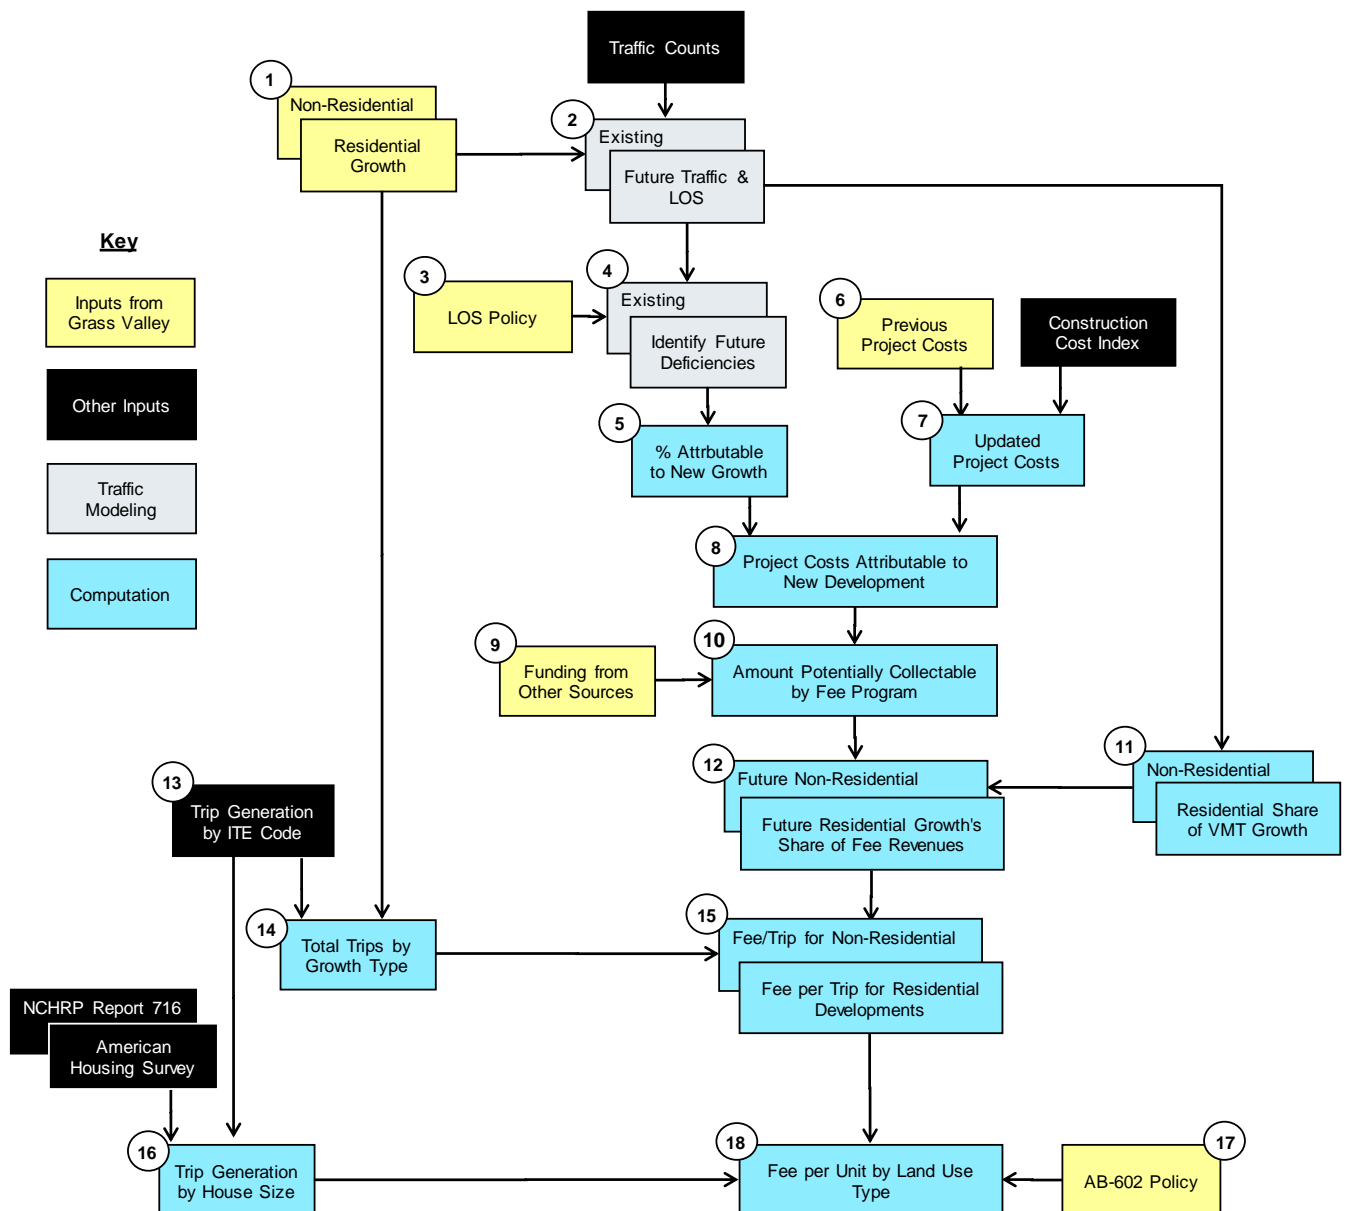 Traffic Counts
1
Non-Residential
Residential
Growth
2
Existing
Future Traffic &
LOS
Key
Inputs from
Grass Valley
Other Inputs
Traffic
Modeling
Computation
3
LOS Policy
4
Existing
Identify Future
Deficiencies
5
% Attrbutable
to New Growth
6
Previous
Project Costs
Construction
Cost Index
7
Updated
Project Costs
8
Project Costs Attributable to
New Development
9
Funding from
Other Sources
10
Amount Potentially Collectable
by Fee Program
11
Non-Residential
Residential Share
of VMT Growth
12
Future Non-Residential
Future Residential Growth's
Share of Fee Revenues
13
Trip Generation
by ITE Code
14
Total Trips by
Growth Type
15
Fee/Trip for Non-Residential
Fee per Trip for Residential
Developments
NCHRP Report 716
American
Housing Survey
16
Trip Generation
by House Size
17
AB-602 Policy
18
Fee per Unit by Land Use
Type